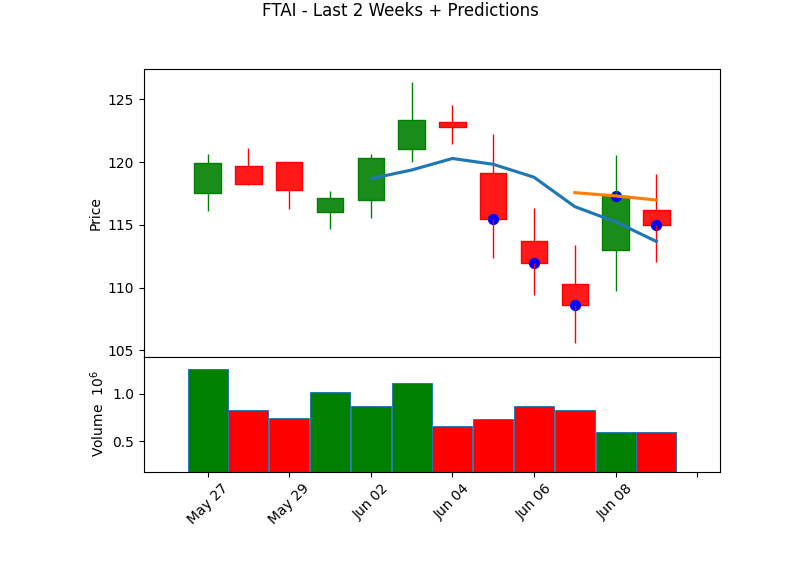 FTAI - Last 2 Weeks + Predictions
125
120
115
110
105
Price
1.0
0.5
Volume 10^6
May 27
May 29
Jun 02
Jun 04
Jun 06
Jun 08